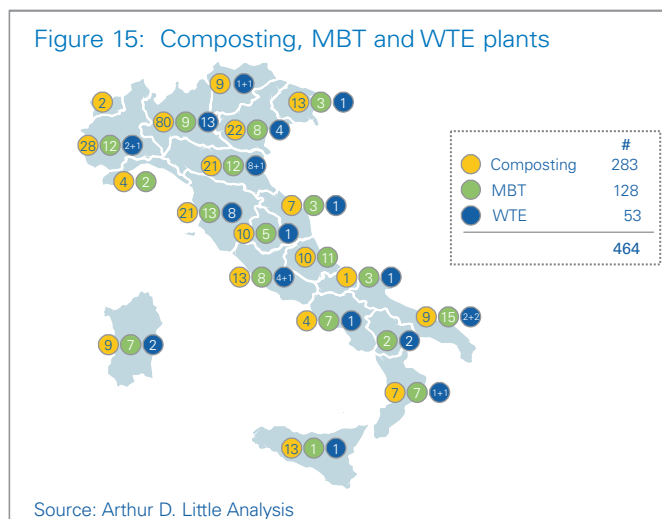 Figure 15: Composting, MBT and WTE plants
9 1+1
2
13 3 1
80 9 13
22 8 4
28 12 2+1
21 12 8+1
4 2
21 13 8
7 3 1
10 5 1
10 11
13 8 4+1
1 3 1
4 7 1
9 15 2+2
2 2
9 7 2
7 7 1+1
13 1 1
#
Composting 283
MBT 128
WTE 53
464
Source: Arthur D. Little Analysis